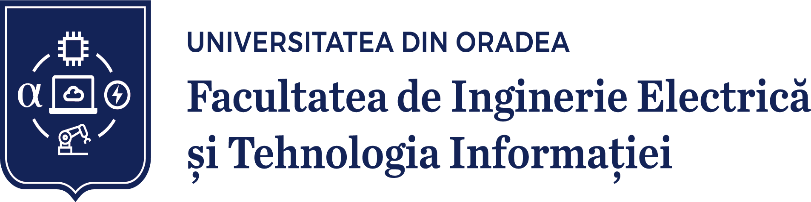 UNIVERSITATEA DIN ORADEA
Facultatea de Inginerie Electrică
și Tehnologia Informației
α